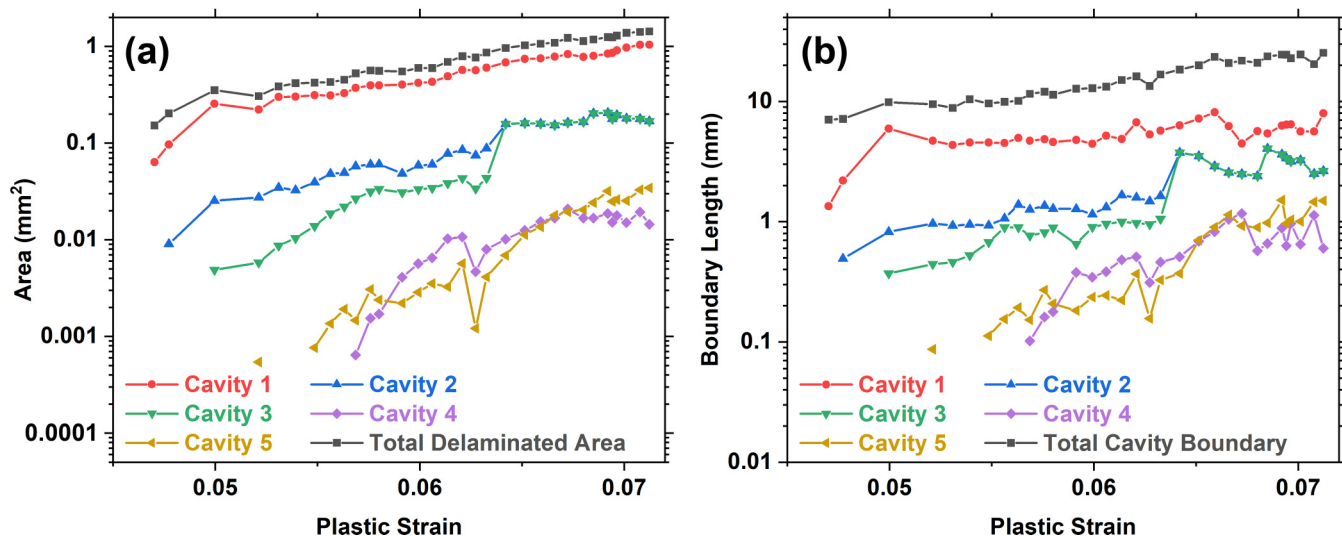 (a)
Area (mm²)
1
0.1
0.01
0.001
0.0001
Cavity 1
Cavity 2
Cavity 3
Cavity 4
Cavity 5
Total Delaminated Area
0.05
0.06
0.07
Plastic Strain
(b)
Boundary Length (mm)
100
10
1
0.1
0.01
Cavity 1
Cavity 2
Cavity 3
Cavity 4
Cavity 5
Total Cavity Boundary
0.05
0.06
0.07
Plastic Strain